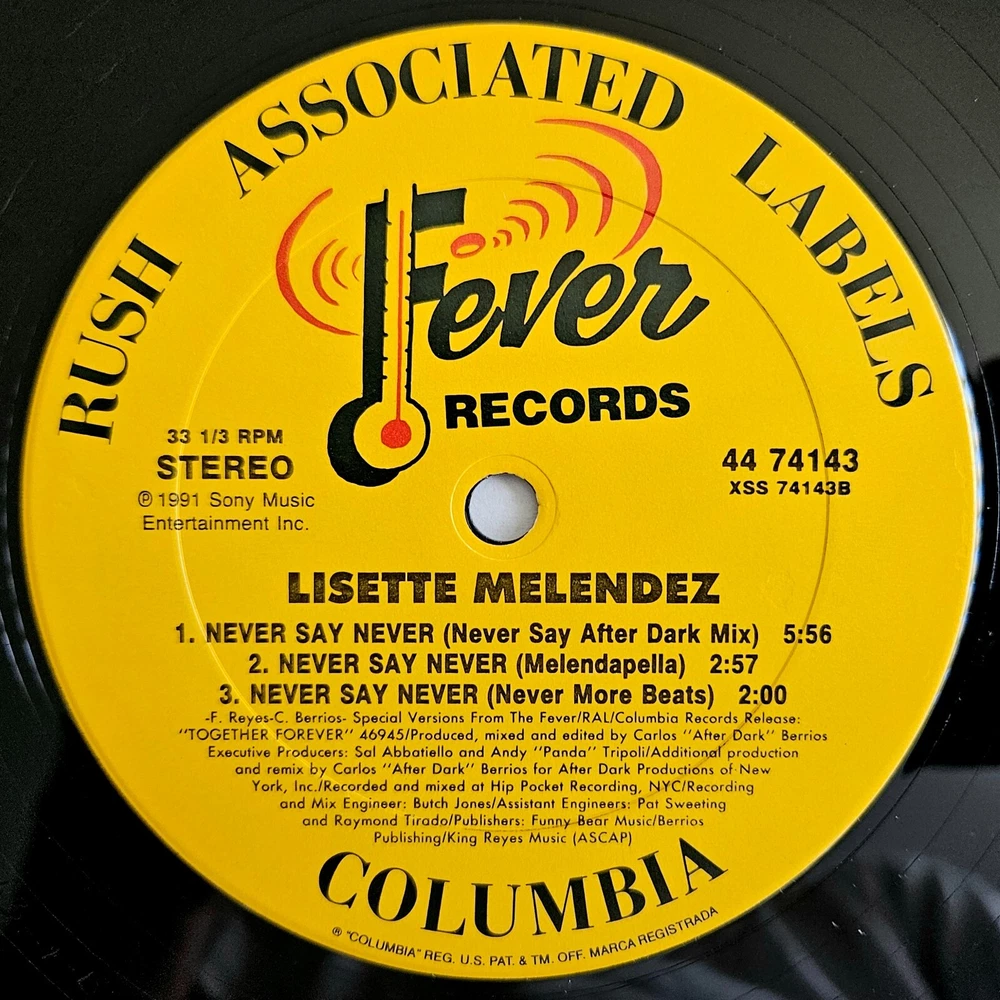 RUSH ASSOCIATED LABELS
Fever
RECORDS
33 1/3 RPM
STEREO
℗ 1991 Sony Music
Entertainment Inc.
44 74143
XSS 74143B
LISETTE MELENDEZ
1. NEVER SAY NEVER (Never Say After Dark Mix) 5:56
2. NEVER SAY NEVER (Melendapella) 2:57
3. NEVER SAY NEVER (Never More Beats) 2:00
-F. Reyes-C. Berrios- Special Versions From The Fever/RAL/Columbia Records Release:
"TOGETHER FOREVER" 46945/Produced, mixed and edited by Carlos "After Dark" Berrios
Executive Producers: Sal Abbatiello and Andy "Panda" Tripoli/Additional production
and remix by Carlos "After Dark" Berrios for After Dark Productions of New
York, Inc./Recorded and mixed at Hip Pocket Recording, NYC/Recording
and Mix Engineer: Butch Jones/Assistant Engineers: Pat Sweeting
and Raymond Tirado/Publishers: Funny Bear Music/Berrios
Publishing/King Reyes Music (ASCAP)
COLUMBIA
® "COLUMBIA" REG. U.S. PAT. & TM. OFF. MARCA REGISTRADA